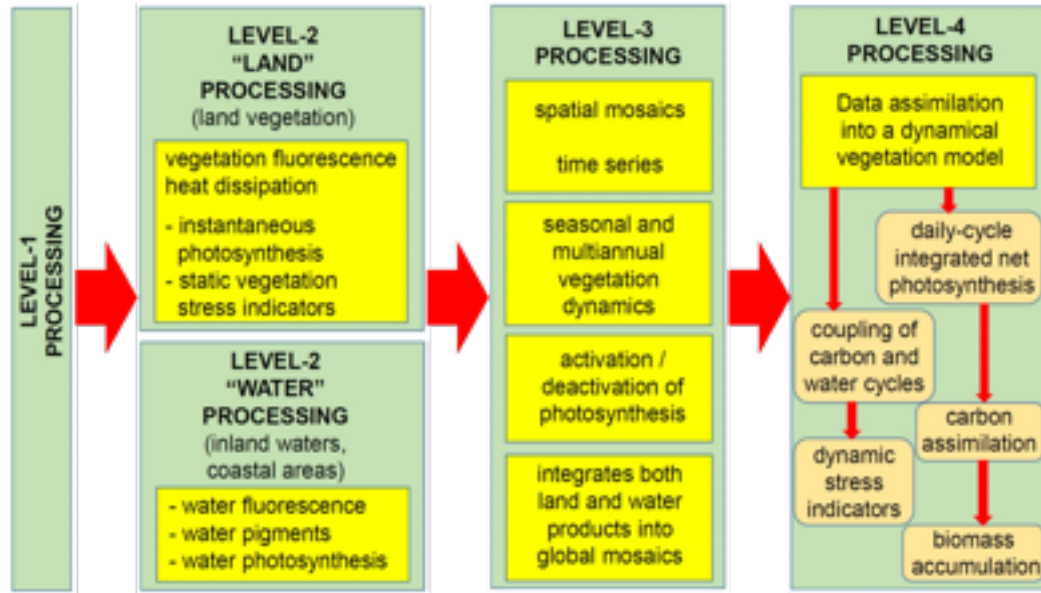 LEVEL-1
PROCESSING
LEVEL-2
“LAND”
PROCESSING
(land vegetation)
vegetation fluorescence
heat dissipation
- instantaneous
photosynthesis
- static vegetation
stress indicators
LEVEL-2
“WATER”
PROCESSING
(inland waters,
coastal areas)
- water fluorescence
- water pigments
- water photosynthesis
LEVEL-3
PROCESSING
spatial mosaics
time series
seasonal and
multiannual
vegetation
dynamics
activation /
deactivation of
photosynthesis
integrates both
land and water
products into
global mosaics
LEVEL-4
PROCESSING
Data assimilation
into a dynamical
vegetation model
daily-cycle
integrated net
photosynthesis
coupling of
carbon and
water cycles
carbon
assimilation
dynamic
stress
indicators
biomass
accumulation